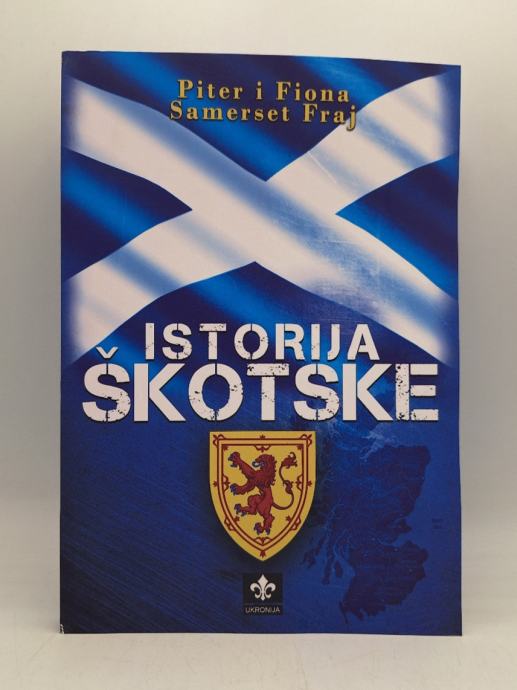 Piter i Fiona
Samerset Fraj
ISTORIJA
ŠKOTSKE
UKRONIJA